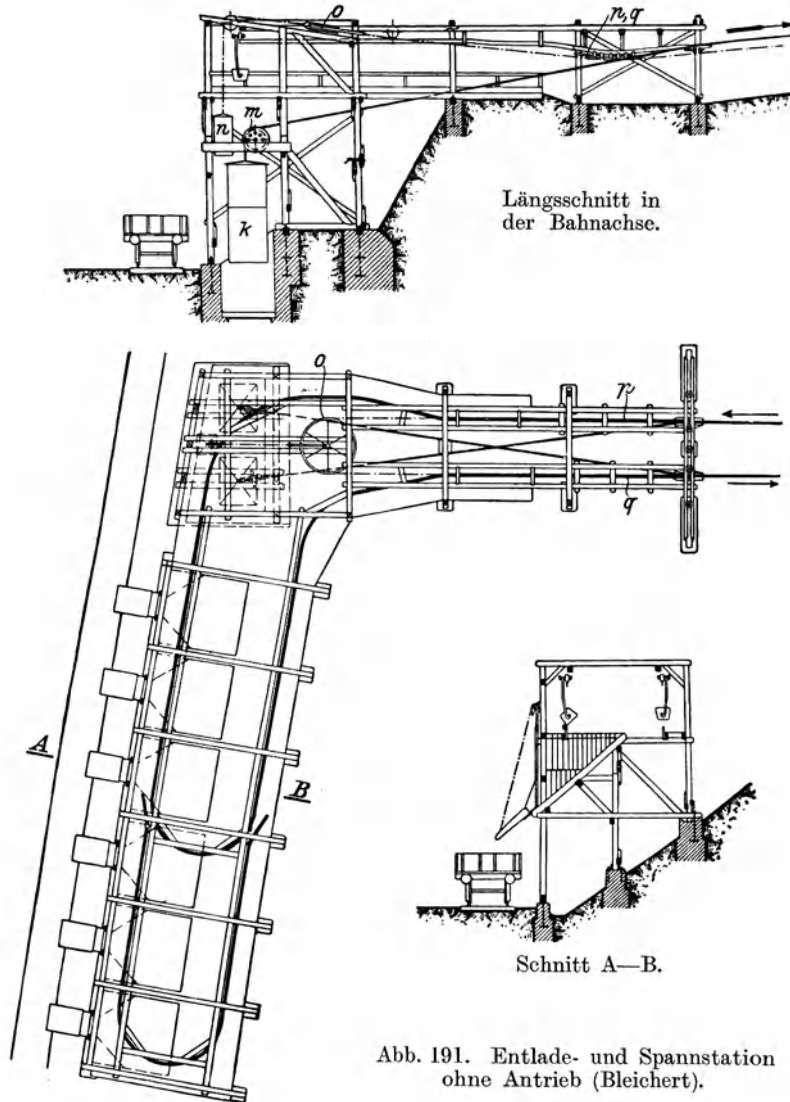 o
p, q
n
m
k
Längsschnitt in
der Bahnachse.
o
p
q
A
B
Schnitt A—B.
Abb. 191. Entlade- und Spannstation
ohne Antrieb (Bleichert).